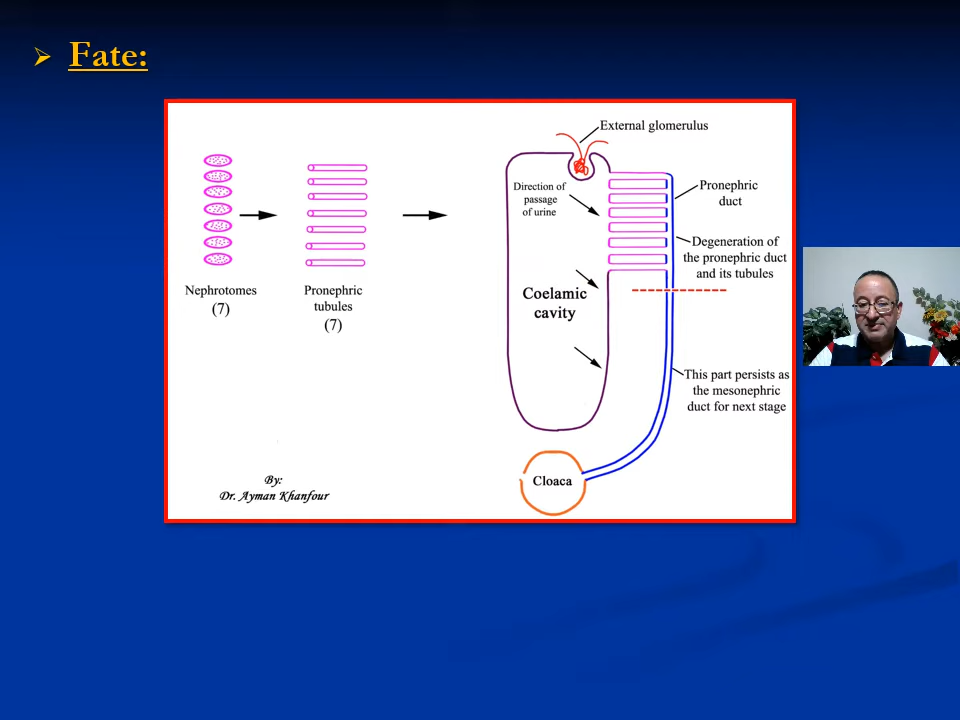 Fate:
External glomerulus
Direction of
passage
of urine
Pronephric
duct
Degeneration of
the pronephric duct
and its tubules
Nephrotomes
(7)
Pronephric
tubules
(7)
Coelamic
cavity
This part persists as
the mesonephric
duct for next stage
Cloaca
By:
Dr. Ayman Khanfour